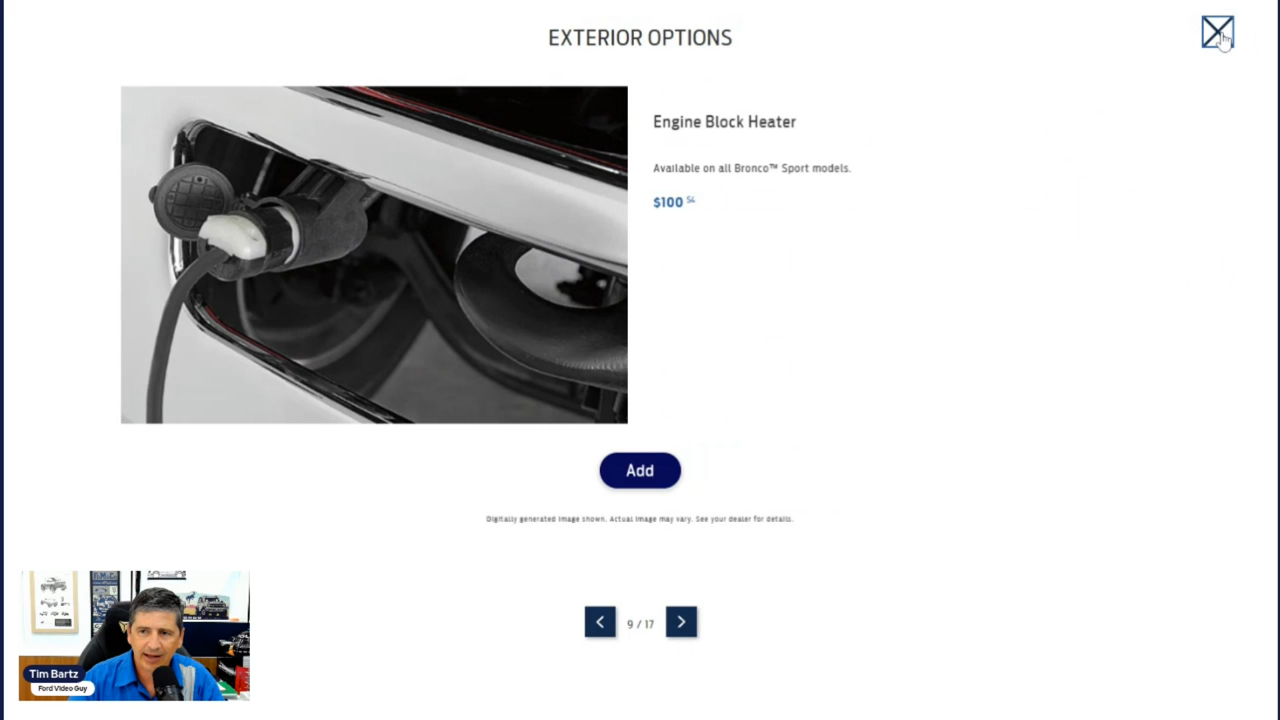 EXTERIOR OPTIONS
Engine Block Heater
Available on all Bronco™ Sport models.
$100 S4
Add
Digitally generated image shown. Actual image may vary. See your dealer for details.
9 / 17
Tim Bartz
Ford Video Guy